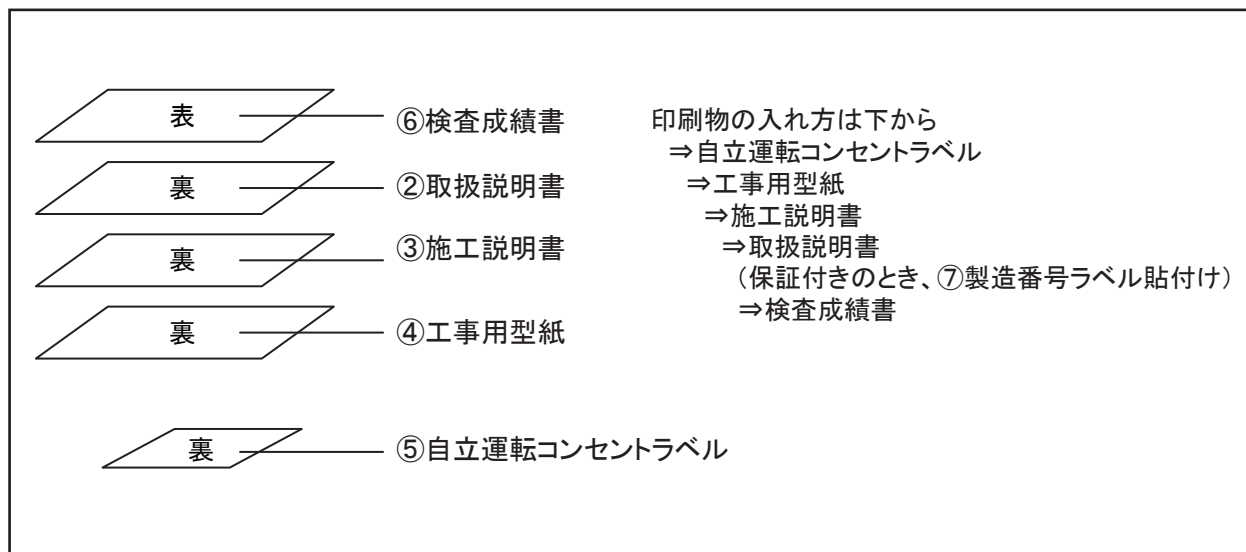 表
⑥検査成績書
裏
②取扱説明書
裏
③施工説明書
裏
④工事用型紙
裏
⑤自立運転コンセントラベル
印刷物の入れ方は下から
⇒自立運転コンセントラベル
⇒工事用型紙
⇒施工説明書
⇒取扱説明書
(保証付きのとき、⑦製造番号ラベル貼付け)
⇒検査成績書